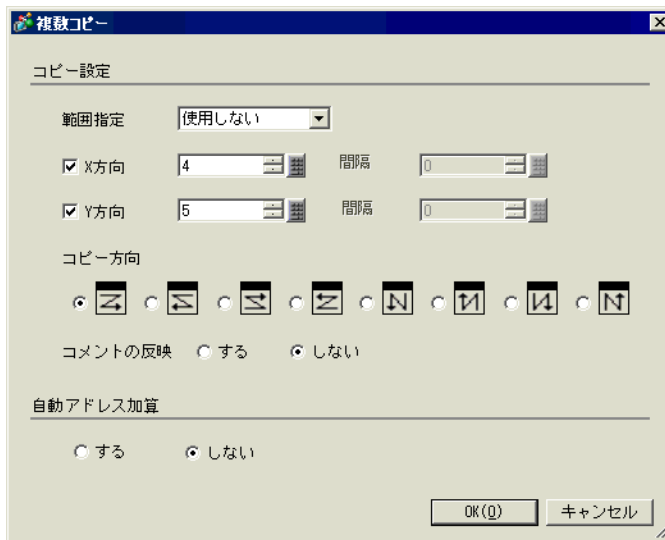 複数コピー
コピー設定
範囲指定 使用しない
X方向 4 間隔 0
Y方向 5 間隔 0
コピー方向
コメントの反映 する しない
自動アドレス加算
する しない
OK(O) キャンセル